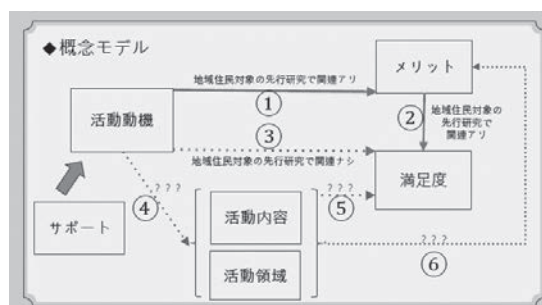 ◆概念モデル
メリット
地域住民対象の先行研究で関連アリ
①
活動動機
②
地域住民対象の
先行研究で
関連アリ
③
地域住民対象の先行研究で関連ナシ
満足度
？？？
④
？？？
⑤
サポート
活動内容
？？？
⑥
活動領域